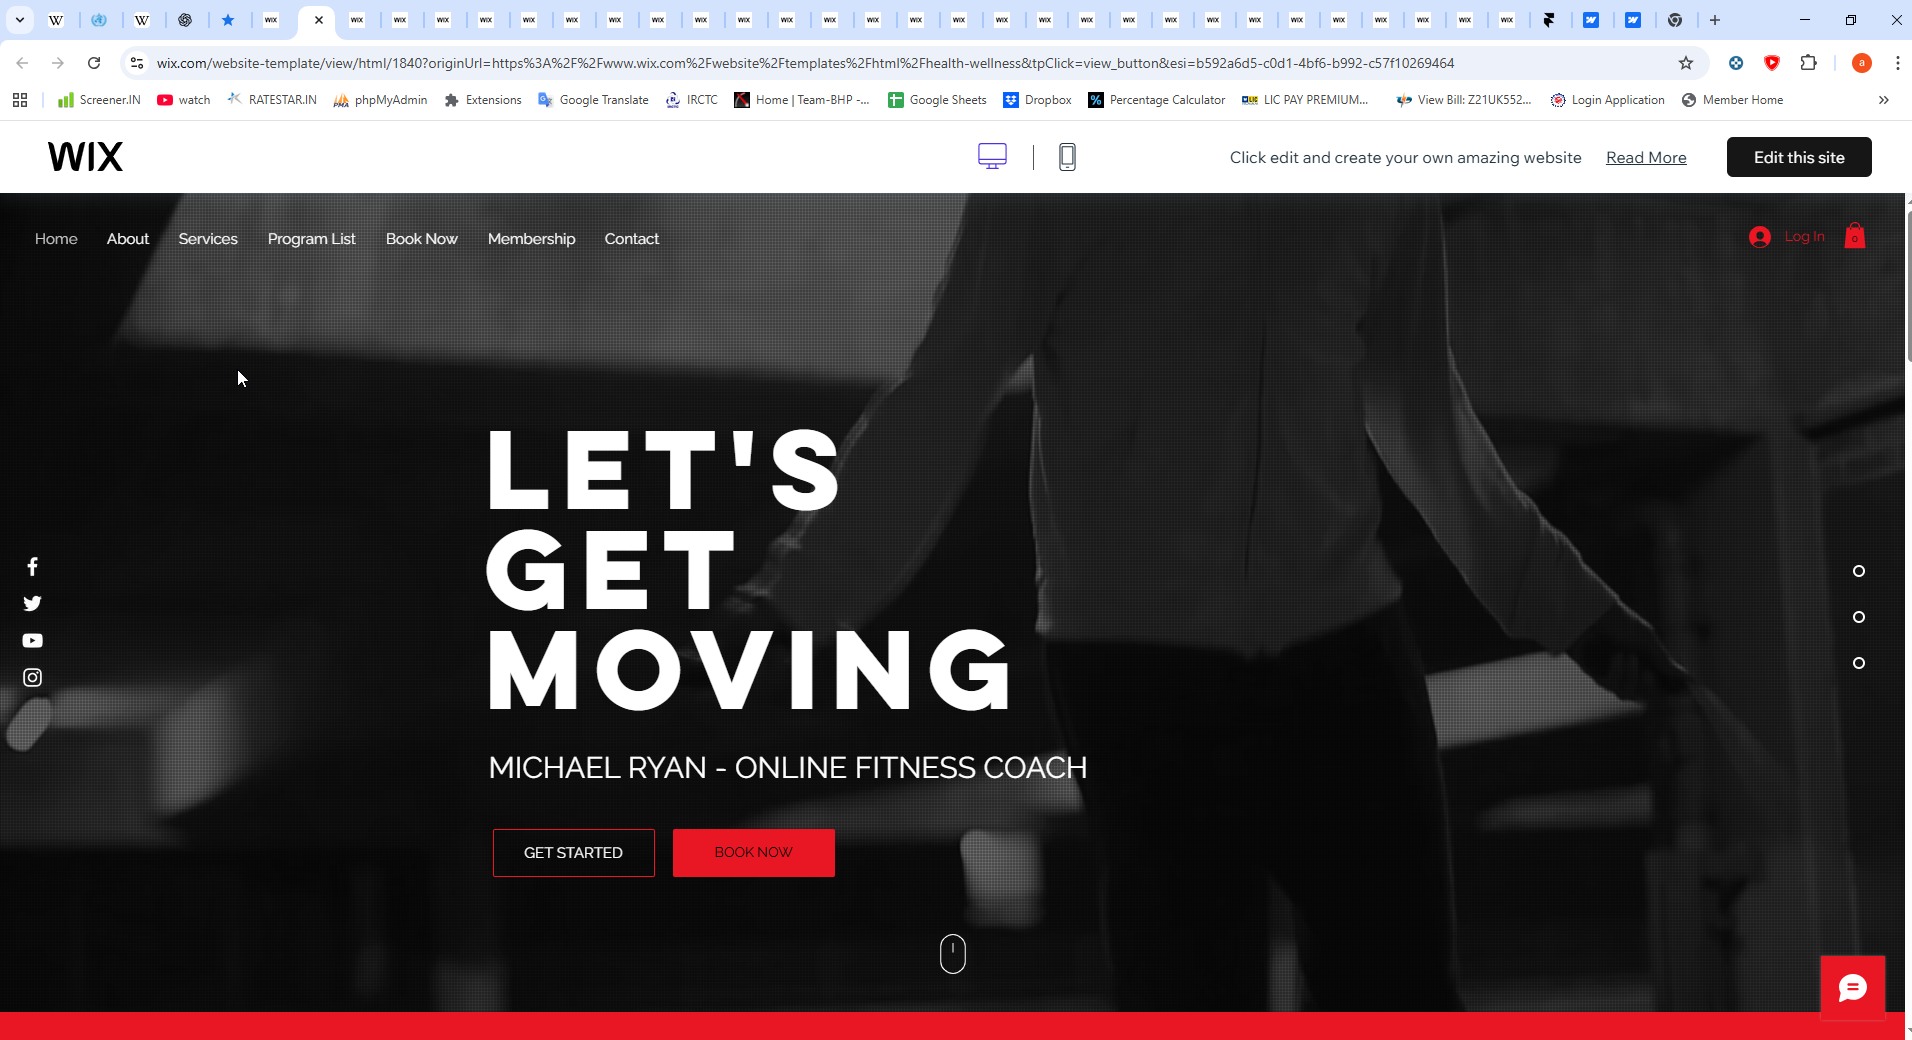 wix.com/website-template/view/html/1840?originUrl=https%3A%2F%2Fwww.wix.com%2Fwebsite%2Ftemplates%2Fhtml%2Fhealth-wellness&tpClick=view_button&esi=b592a6d5-c0d1-4bf6-b992-c57f10269464
a
Screener.IN watch RATESTAR.IN phpMyAdmin Extensions Google Translate IRCTC Home | Team-BHP -... Google Sheets Dropbox Percentage Calculator LIC PAY PREMIUM... View Bill: Z21UK552... Login Application Member Home
WIX Click edit and create your own amazing website Read More Edit this site
Home About Services Program List Book Now Membership Contact Log In 0
LET'S
GET
MOVING
MICHAEL RYAN - ONLINE FITNESS COACH
GET STARTED BOOK NOW